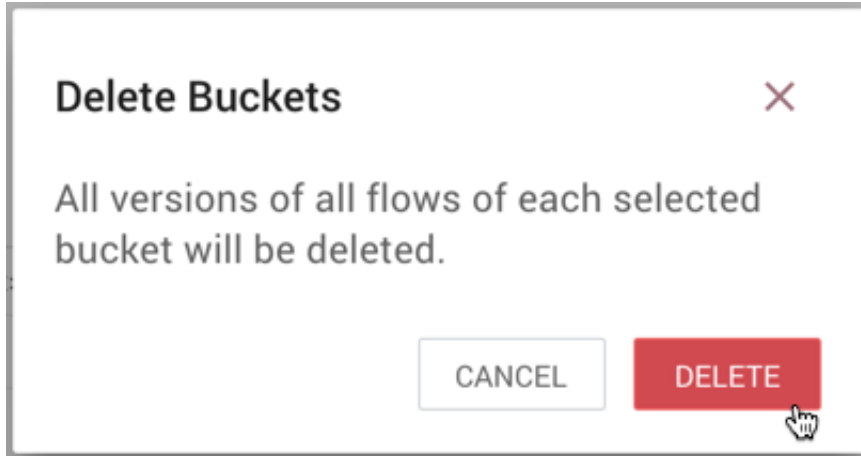 Delete Buckets
All versions of all flows of each selected
bucket will be deleted.
CANCEL
DELETE